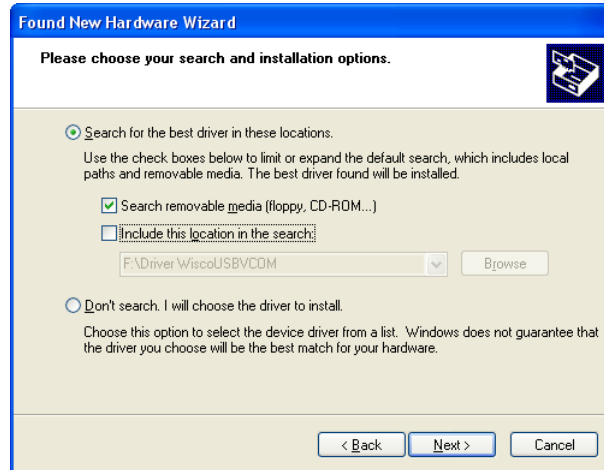 Found New Hardware Wizard
Please choose your search and installation options.
Search for the best driver in these locations.
Use the check boxes below to limit or expand the default search, which includes local
paths and removable media. The best driver found will be installed.
Search removable media (floppy, CD-ROM...)
Include this location in the search:
F:\Driver WiscoUSBVCOM
Browse
Don't search. I will choose the driver to install.
Choose this option to select the device driver from a list. Windows does not guarantee that
the driver you choose will be the best match for your hardware.
< Back
Next >
Cancel